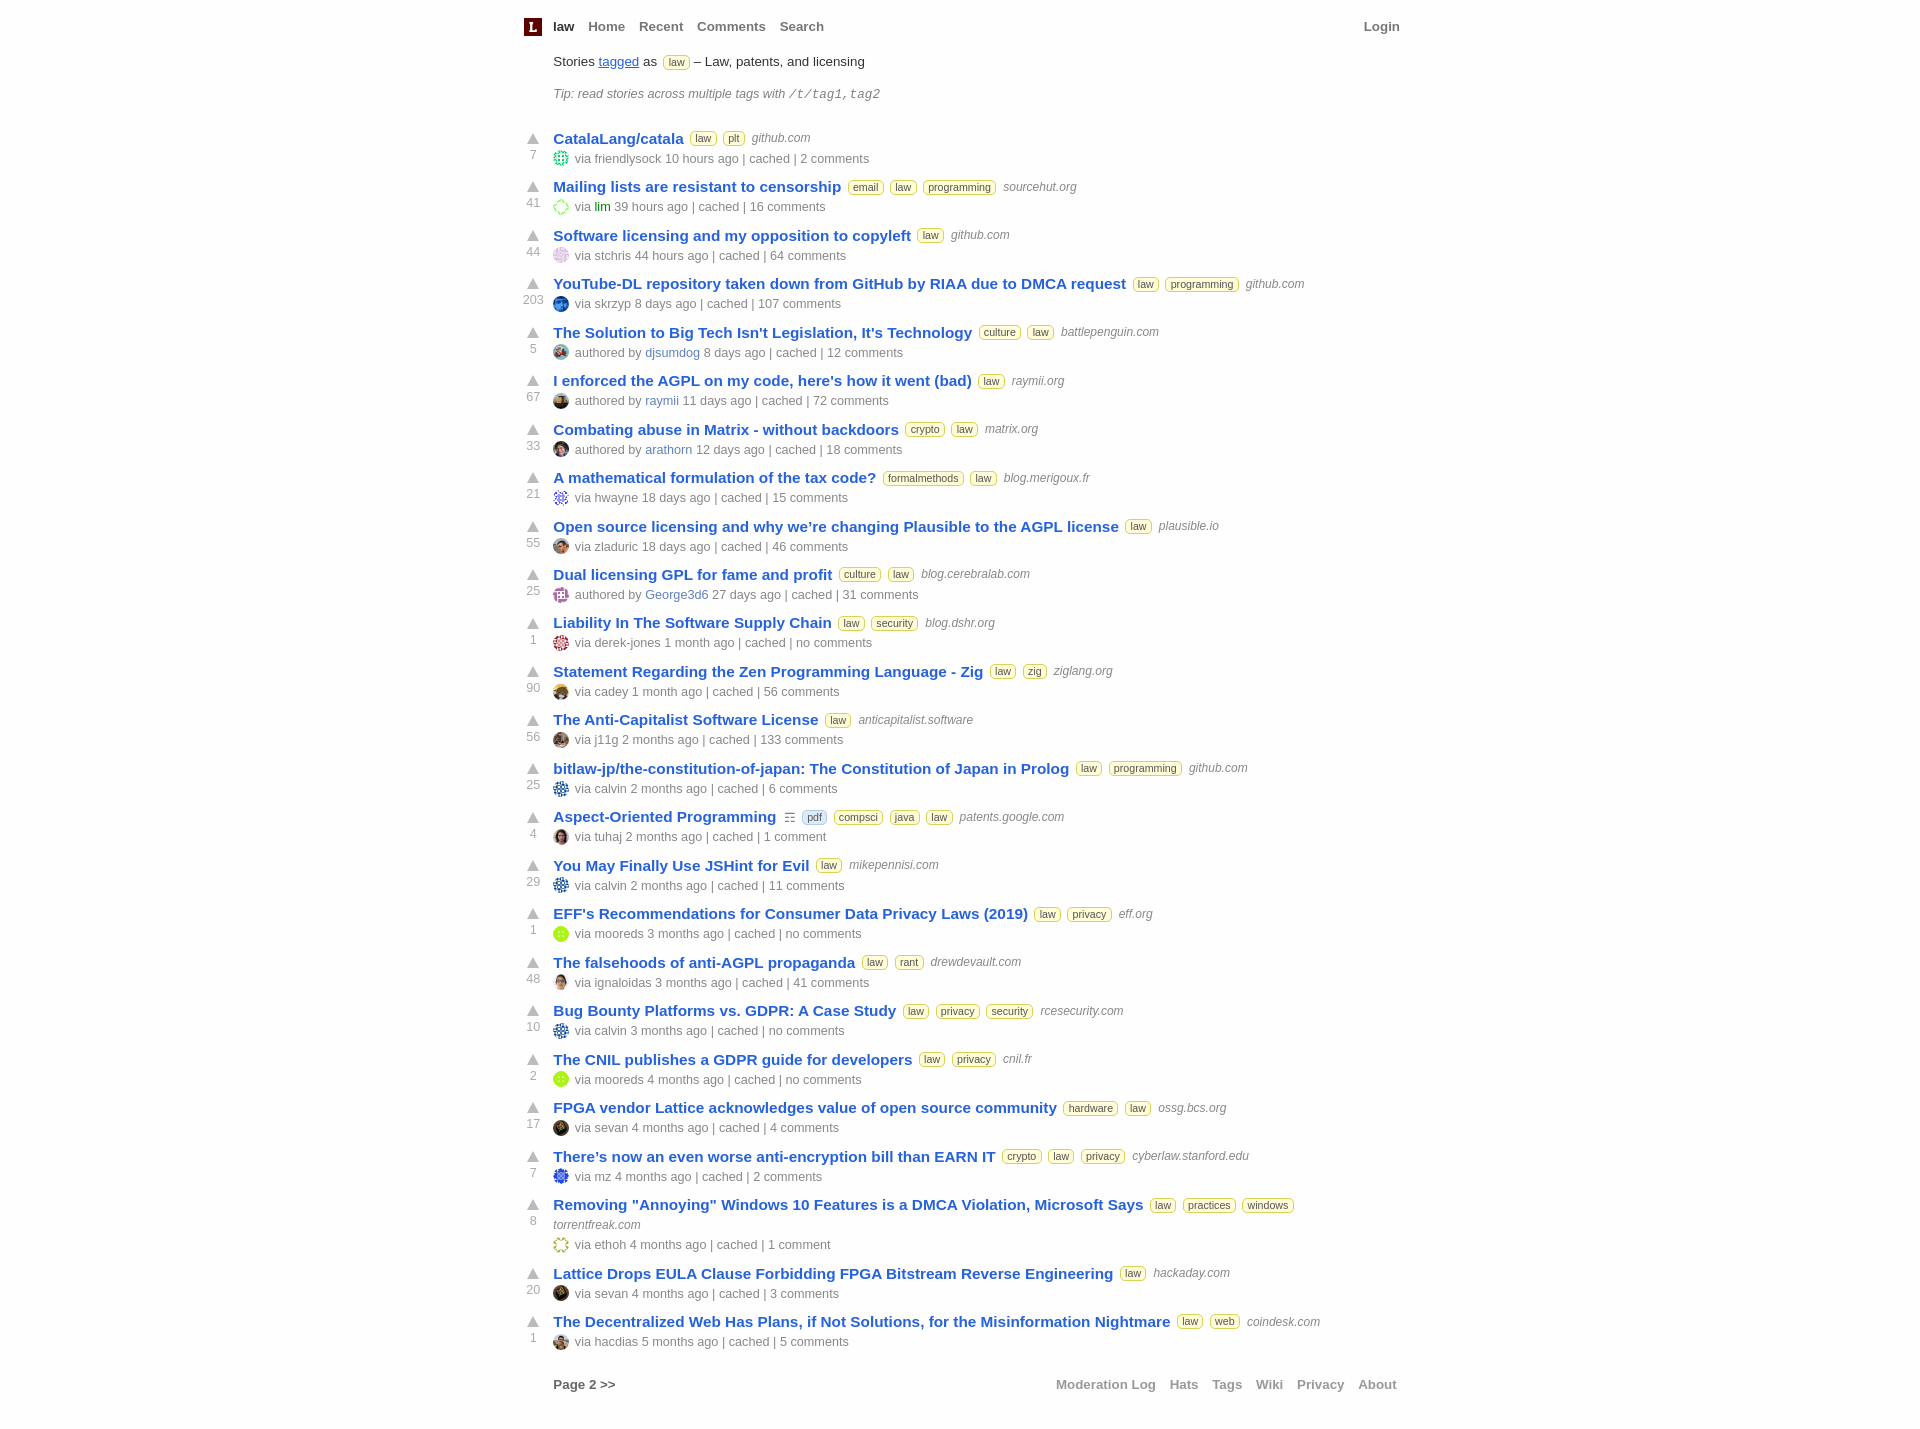 L law Home Recent Comments Search Login
Stories tagged as law – Law, patents, and licensing
Tip: read stories across multiple tags with /t/tag1,tag2
CatalaLang/catala law plt github.com
7 via friendlysock 10 hours ago | cached | 2 comments
Mailing lists are resistant to censorship email law programming sourcehut.org
41 via lim 39 hours ago | cached | 16 comments
Software licensing and my opposition to copyleft law github.com
44 via stchris 44 hours ago | cached | 64 comments
YouTube-DL repository taken down from GitHub by RIAA due to DMCA request law programming github.com
203 via skrzyp 8 days ago | cached | 107 comments
The Solution to Big Tech Isn't Legislation, It's Technology culture law battlepenguin.com
5 authored by djsumdog 8 days ago | cached | 12 comments
I enforced the AGPL on my code, here's how it went (bad) law raymii.org
67 authored by raymii 11 days ago | cached | 72 comments
Combating abuse in Matrix - without backdoors crypto law matrix.org
33 authored by arathorn 12 days ago | cached | 18 comments
A mathematical formulation of the tax code? formalmethods law blog.merigoux.fr
21 via hwayne 18 days ago | cached | 15 comments
Open source licensing and why we’re changing Plausible to the AGPL license law plausible.io
55 via zladuric 18 days ago | cached | 46 comments
Dual licensing GPL for fame and profit culture law blog.cerebralab.com
25 authored by George3d6 27 days ago | cached | 31 comments
Liability In The Software Supply Chain law security blog.dshr.org
1 via derek-jones 1 month ago | cached | no comments
Statement Regarding the Zen Programming Language - Zig law zig ziglang.org
90 via cadey 1 month ago | cached | 56 comments
The Anti-Capitalist Software License law anticapitalist.software
56 via j11g 2 months ago | cached | 133 comments
bitlaw-jp/the-constitution-of-japan: The Constitution of Japan in Prolog law programming github.com
25 via calvin 2 months ago | cached | 6 comments
Aspect-Oriented Programming ☶ pdf compsci java law patents.google.com
4 via tuhaj 2 months ago | cached | 1 comment
You May Finally Use JSHint for Evil law mikepennisi.com
29 via calvin 2 months ago | cached | 11 comments
EFF's Recommendations for Consumer Data Privacy Laws (2019) law privacy eff.org
1 via mooreds 3 months ago | cached | no comments
The falsehoods of anti-AGPL propaganda law rant drewdevault.com
48 via ignaloidas 3 months ago | cached | 41 comments
Bug Bounty Platforms vs. GDPR: A Case Study law privacy security rcesecurity.com
10 via calvin 3 months ago | cached | no comments
The CNIL publishes a GDPR guide for developers law privacy cnil.fr
2 via mooreds 4 months ago | cached | no comments
FPGA vendor Lattice acknowledges value of open source community hardware law ossg.bcs.org
17 via sevan 4 months ago | cached | 4 comments
There’s now an even worse anti-encryption bill than EARN IT crypto law privacy cyberlaw.stanford.edu
7 via mz 4 months ago | cached | 2 comments
Removing "Annoying" Windows 10 Features is a DMCA Violation, Microsoft Says law practices windows
8 torrentfreak.com
via ethoh 4 months ago | cached | 1 comment
Lattice Drops EULA Clause Forbidding FPGA Bitstream Reverse Engineering law hackaday.com
20 via sevan 4 months ago | cached | 3 comments
The Decentralized Web Has Plans, if Not Solutions, for the Misinformation Nightmare law web coindesk.com
1 via hacdias 5 months ago | cached | 5 comments
Page 2 >> Moderation Log Hats Tags Wiki Privacy About